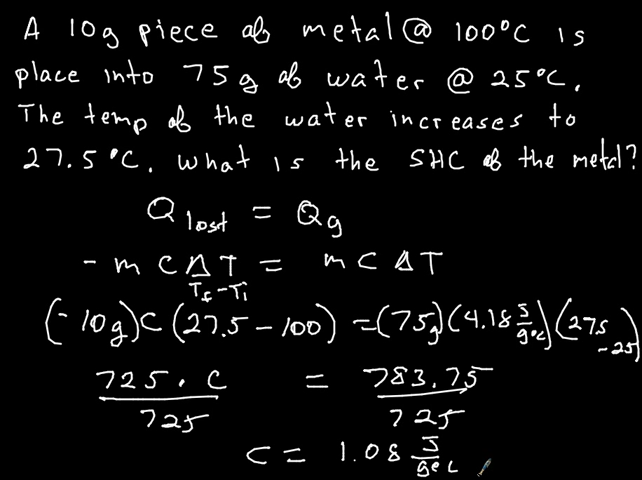 A 10g piece of metal @ 100°C is
place into 75g of water @ 25°C.
The temp of the water increases to
27.5°C. What is the SHC of the metal?
Q lost = Qg
- m C Δ T = m C Δ T
Tf - Ti
(-10g) C (27.5 - 100) = (75g) (4.18 J/g°C) (27.5 - 25)
725 · C / 725 = 783.75 / 725
C = 1.08 J/g°C